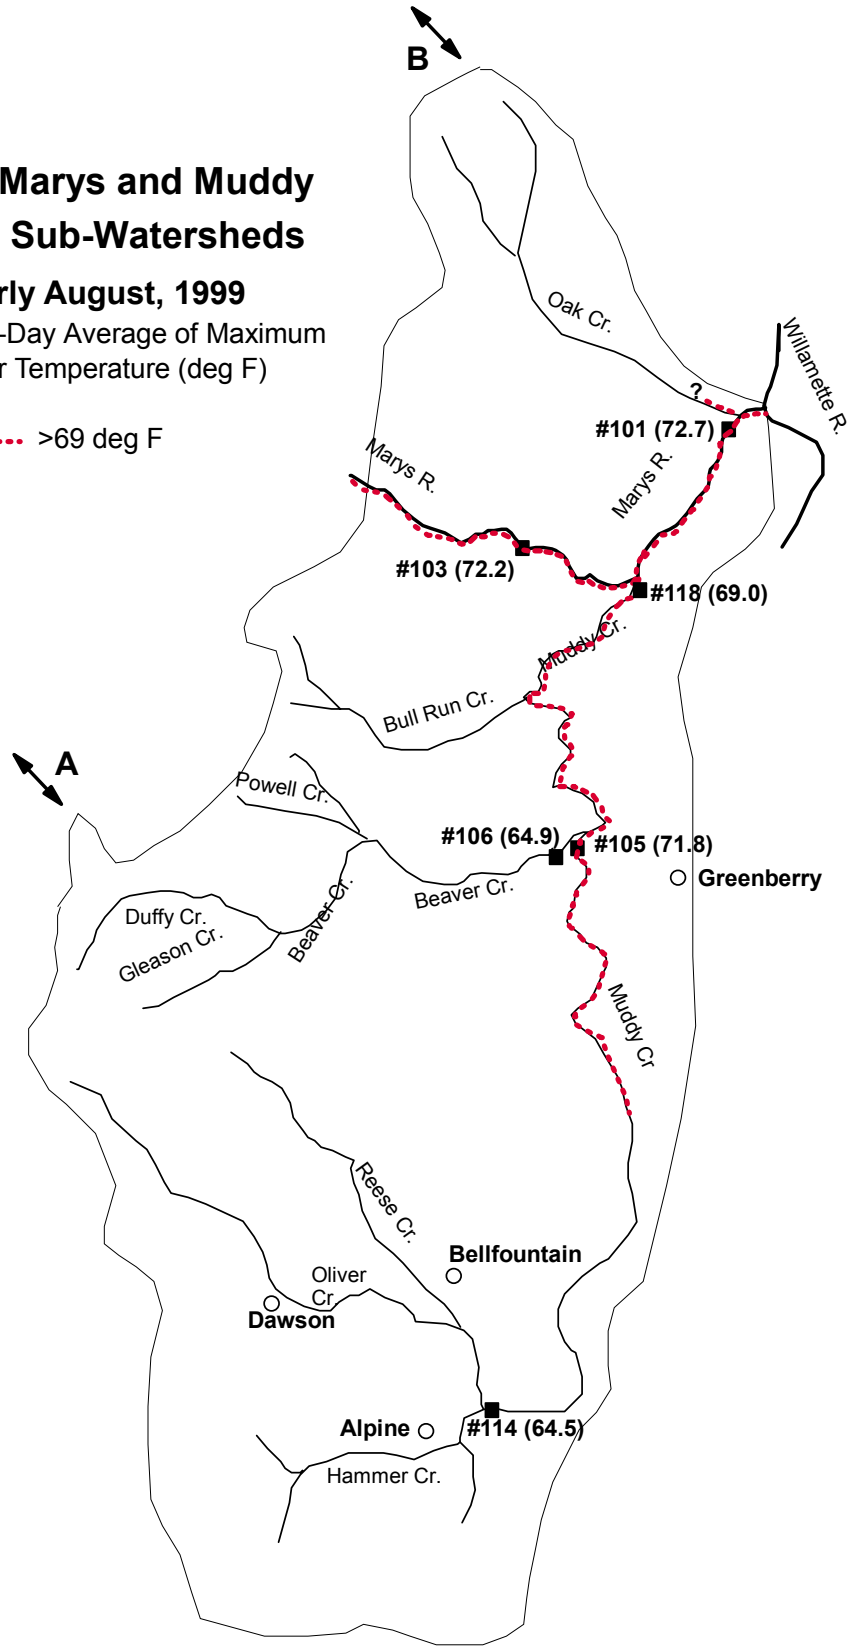 B
Marys and Muddy
Sub-Watersheds
rly August, 1999
-Day Average of Maximum
r Temperature (deg F)
>69 deg F
Oak Cr.
Willamette R.
?
#101 (72.7)
Marys R.
Marys R.
#103 (72.2)
#118 (69.0)
Muddy Cr.
Bull Run Cr.
A
Powell Cr.
#106 (64.9)
#105 (71.8)
Greenberry
Beaver Cr.
Beaver Cr.
Duffy Cr.
Gleason Cr.
Muddy Cr
Reese Cr.
Bellfountain
Oliver
Cr.
Dawson
Alpine
#114 (64.5)
Hammer Cr.